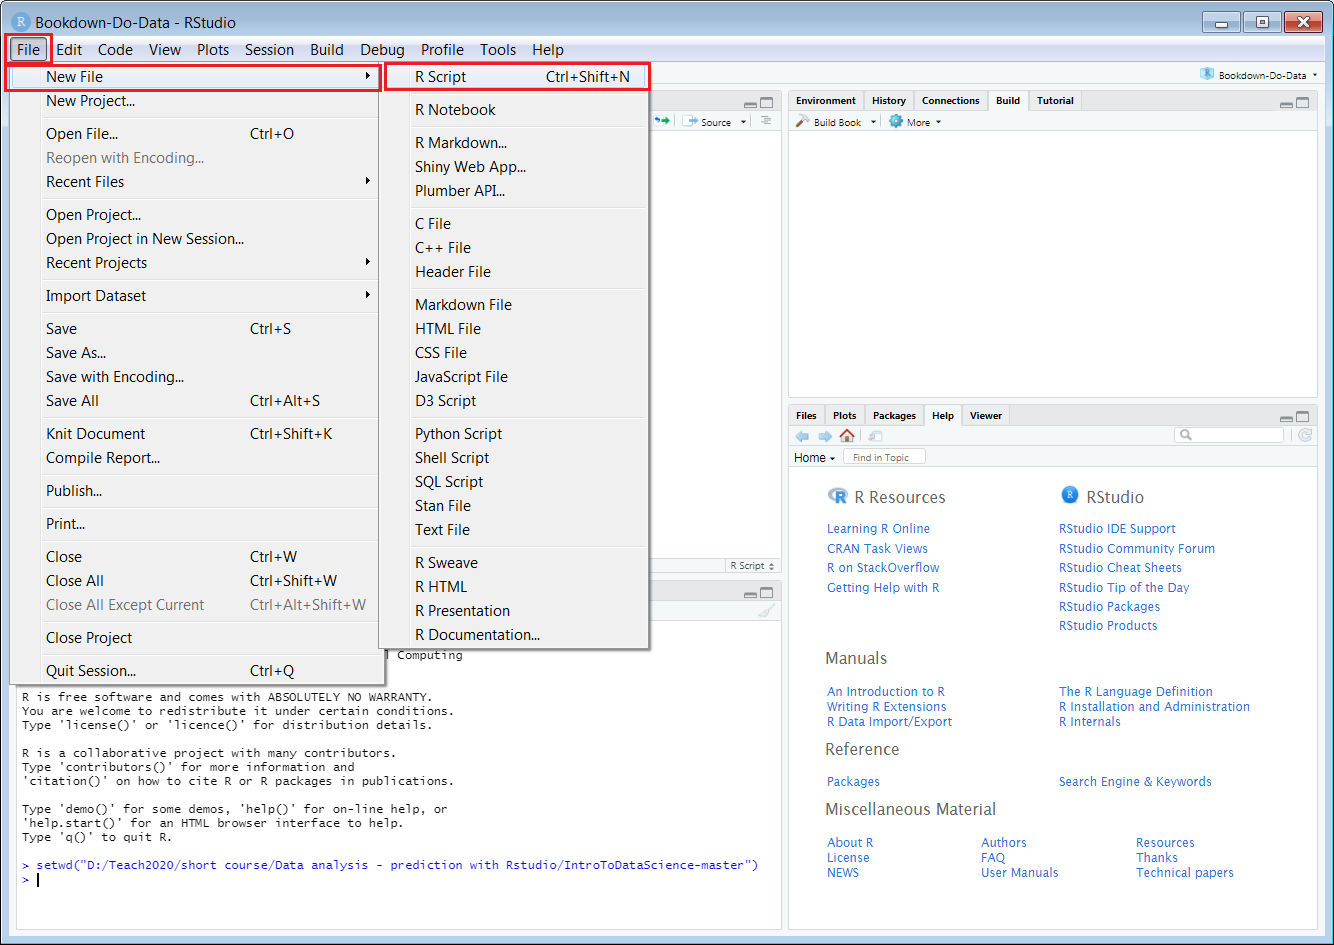 Bookdown-Do-Data - RStudio
File Edit Code View Plots Session Build Debug Profile Tools Help
Bookdown-Do-Data
New File
New Project...
Open File... Ctrl+O
Reopen with Encoding...
Recent Files
Open Project...
Open Project in New Session...
Recent Projects
Import Dataset
Save Ctrl+S
Save As...
Save with Encoding...
Save All Ctrl+Alt+S
Knit Document Ctrl+Shift+K
Compile Report...
Publish...
Print...
Close Ctrl+W
Close All Ctrl+Shift+W
Close All Except Current Ctrl+Alt+Shift+W
Close Project
Quit Session... Ctrl+Q
R Script Ctrl+Shift+N
R Notebook
R Markdown...
Shiny Web App...
Plumber API...
C File
C++ File
Header File
Markdown File
HTML File
CSS File
JavaScript File
D3 Script
Python Script
Shell Script
SQL Script
Stan File
Text File
R Sweave
R HTML
R Presentation
R Documentation...
Source
R Script
Computing
R is free software and comes with ABSOLUTELY NO WARRANTY.
You are welcome to redistribute it under certain conditions.
Type 'license()' or 'licence()' for distribution details.
R is a collaborative project with many contributors.
Type 'contributors()' for more information and
'citation()' on how to cite R or R packages in publications.
Type 'demo()' for some demos, 'help()' for on-line help, or
'help.start()' for an HTML browser interface to help.
Type 'q()' to quit R.
> setwd("D:/Teach2020/short course/Data analysis - prediction with Rstudio/IntroToDataScience-master")
>
Environment History Connections Build Tutorial
Build Book More
Files Plots Packages Help Viewer
Home Find in Topic
R Resources
Learning R Online
CRAN Task Views
R on StackOverflow
Getting Help with R
R RStudio
RStudio IDE Support
RStudio Community Forum
RStudio Cheat Sheets
RStudio Tip of the Day
RStudio Packages
RStudio Products
Manuals
An Introduction to R The R Language Definition
Writing R Extensions R Installation and Administration
R Data Import/Export R Internals
Reference
Packages Search Engine & Keywords
Miscellaneous Material
About R Authors Resources
License FAQ Thanks
NEWS User Manuals Technical papers